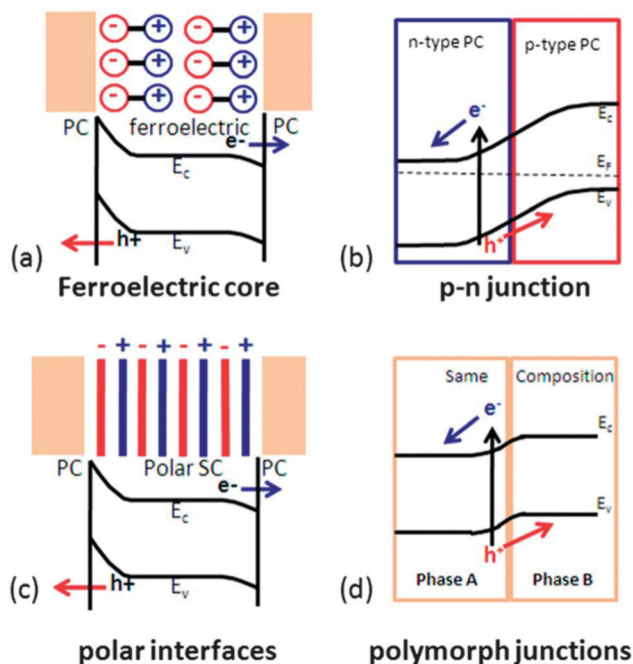 - + - +
- + - +
- + - +
PC ferroelectric PC
e-
Ec
h+ Ev
(a)
Ferroelectric core
n-type PC p-type PC
e-
Ec
EF
Ev
h+
(b)
p-n junction
- + - + - + - +
PC Polar SC PC
e-
Ec
h+ Ev
(c)
polar interfaces
Same Composition
e-
Ec
Ev
h+
Phase A Phase B
(d)
polymorph junctions